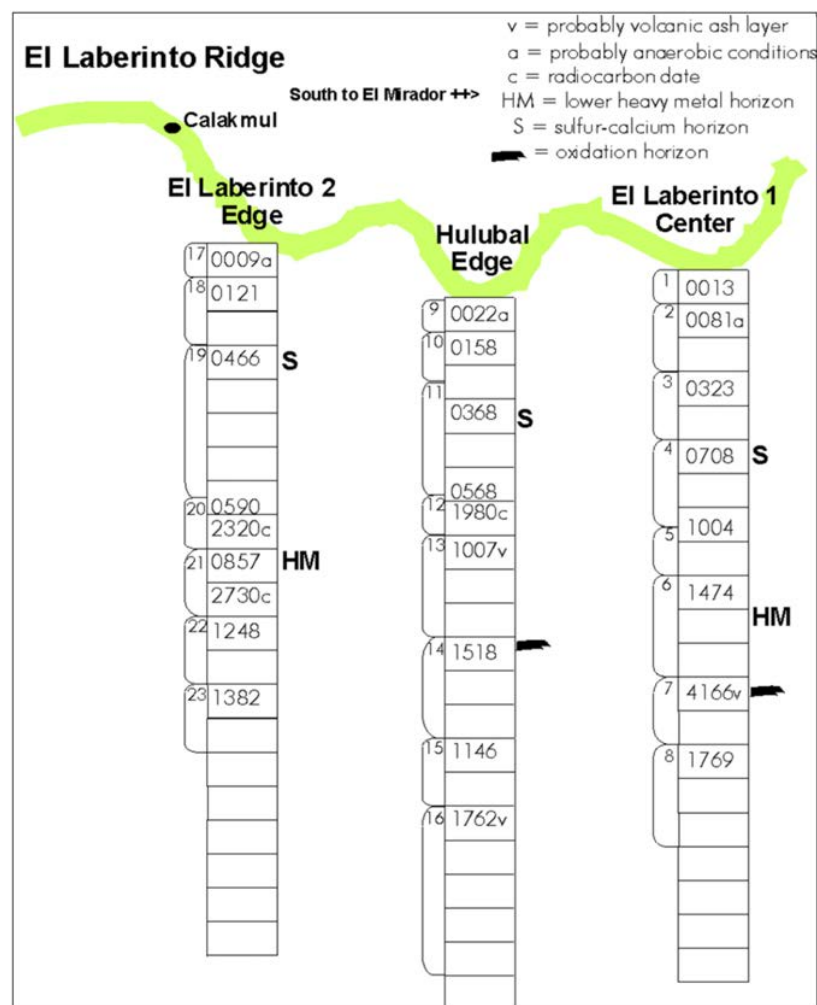 v = probably volcanic ash layer
a = probably anaerobic conditions
c = radiocarbon date
HM = lower heavy metal horizon
S = sulfur-calcium horizon
= oxidation horizon
El Laberinto Ridge
South to El Mirador ++>
Calakmul
El Laberinto 2
Edge
17 0009a
18 0121
19 0466 S
0590
20
2320c
21 0857 HM
2730c
22 1248
23 1382
Hulubal
Edge
9 0022a
10 0158
11
0368 S
0568
12 1980c
13 1007v
14 1518
15 1146
16 1762v
El Laberinto 1
Center
1 0013
2 0081a
3 0323
4 0708 S
1004
5
6 1474
HM
7 4166v
8 1769